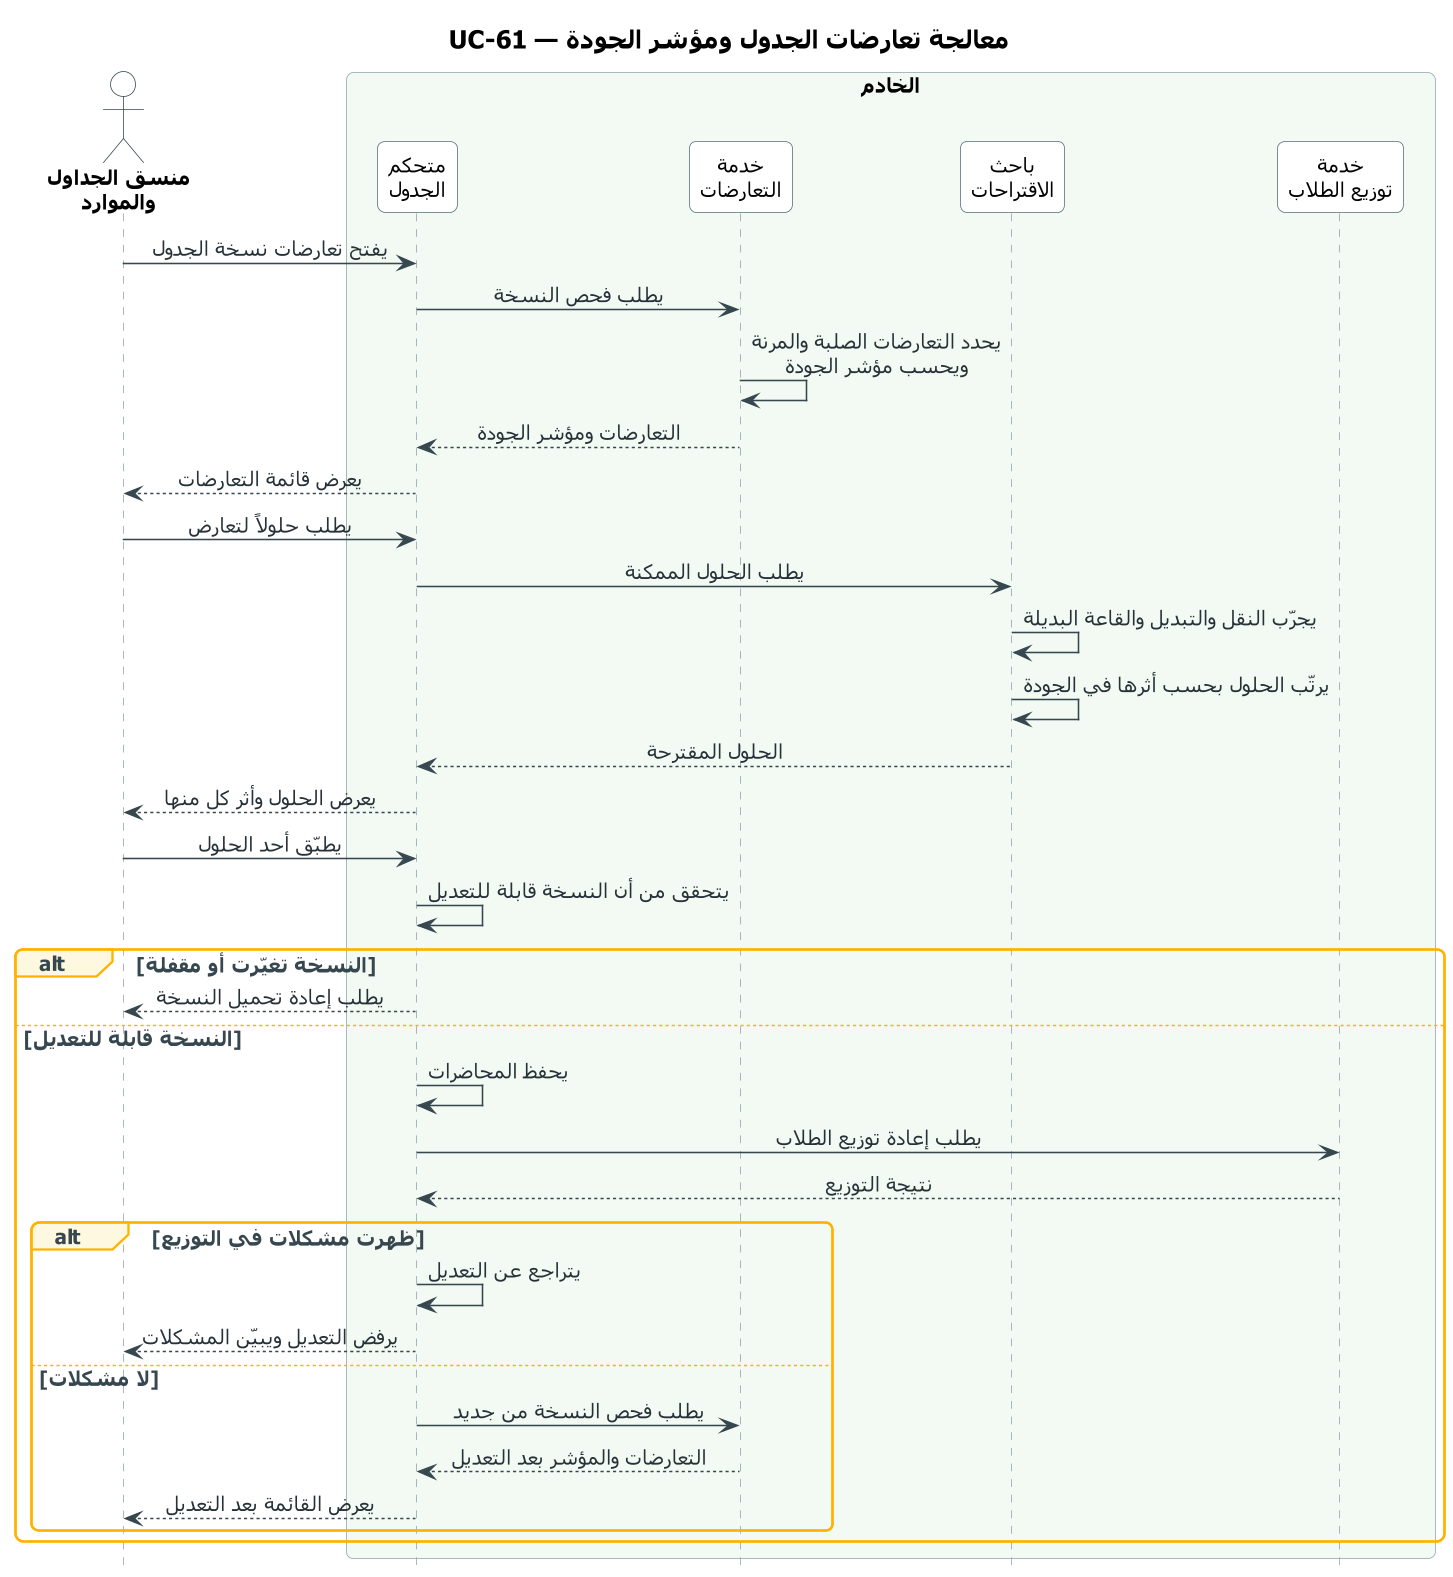 معالجة تعارضات الجدول ومؤشر الجودة — UC-61
الخادم
منسق الجداول
والموارد
متحكم
الجدول
خدمة
التعارضات
باحث
الاقتراحات
خدمة
توزيع الطلاب
يفتح تعارضات نسخة الجدول
يطلب فحص النسخة
يحدد التعارضات الصلبة والمرنة
ويحسب مؤشر الجودة
التعارضات ومؤشر الجودة
يعرض قائمة التعارضات
يطلب حلولاً لتعارض
يطلب الحلول الممكنة
يجرّب النقل والتبديل والقاعة البديلة
يرتّب الحلول بحسب أثرها في الجودة
الحلول المقترحة
يعرض الحلول وأثر كل منها
يطبّق أحد الحلول
يتحقق من أن النسخة قابلة للتعديل
alt
[النسخة تغيّرت أو مقفلة]
يطلب إعادة تحميل النسخة
[النسخة قابلة للتعديل]
يحفظ المحاضرات
يطلب إعادة توزيع الطلاب
نتيجة التوزيع
alt
[ظهرت مشكلات في التوزيع]
يتراجع عن التعديل
يرفض التعديل ويبيّن المشكلات
[لا مشكلات]
يطلب فحص النسخة من جديد
التعارضات والمؤشر بعد التعديل
يعرض القائمة بعد التعديل